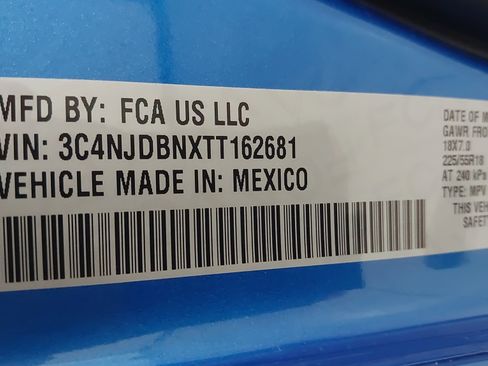 MFD BY: FCA US LLC
VIN: 3C4NJDBNXTT162681
VEHICLE MADE IN: MEXICO
DATE OF M
GAWR FRO
18X7.0
225/55R18
AT 240 kPa
TYPE: MPV
THIS VEH
SAFET